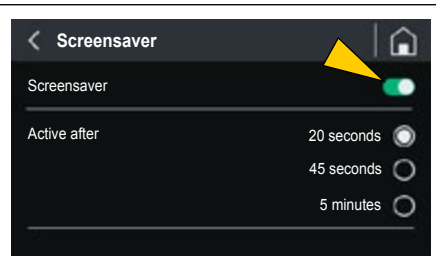 Screensaver
Screensaver
Active after
20 seconds
45 seconds
5 minutes